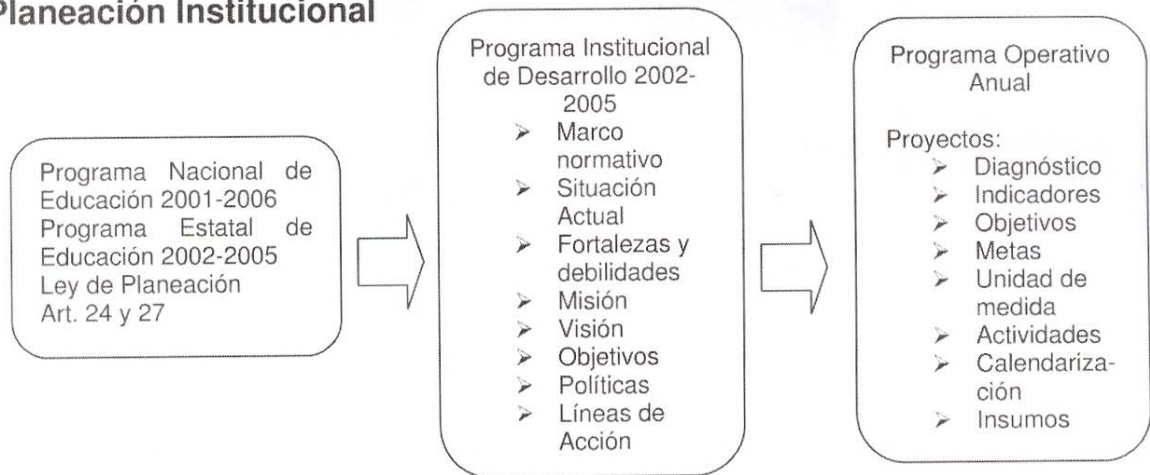 Planeación Institucional
Programa Nacional de
Educación 2001-2006
Programa Estatal de
Educación 2002-2005
Ley de Planeación
Art. 24 y 27
Programa Institucional
de Desarrollo 2002-
2005
➢ Marco
normativo
➢ Situación
Actual
➢ Fortalezas y
debilidades
➢ Misión
➢ Visión
➢ Objetivos
➢ Políticas
➢ Líneas de
Acción
Programa Operativo
Anual
Proyectos:
➢ Diagnóstico
➢ Indicadores
➢ Objetivos
➢ Metas
➢ Unidad de
medida
➢ Actividades
➢ Calendariza-
ción
➢ Insumos